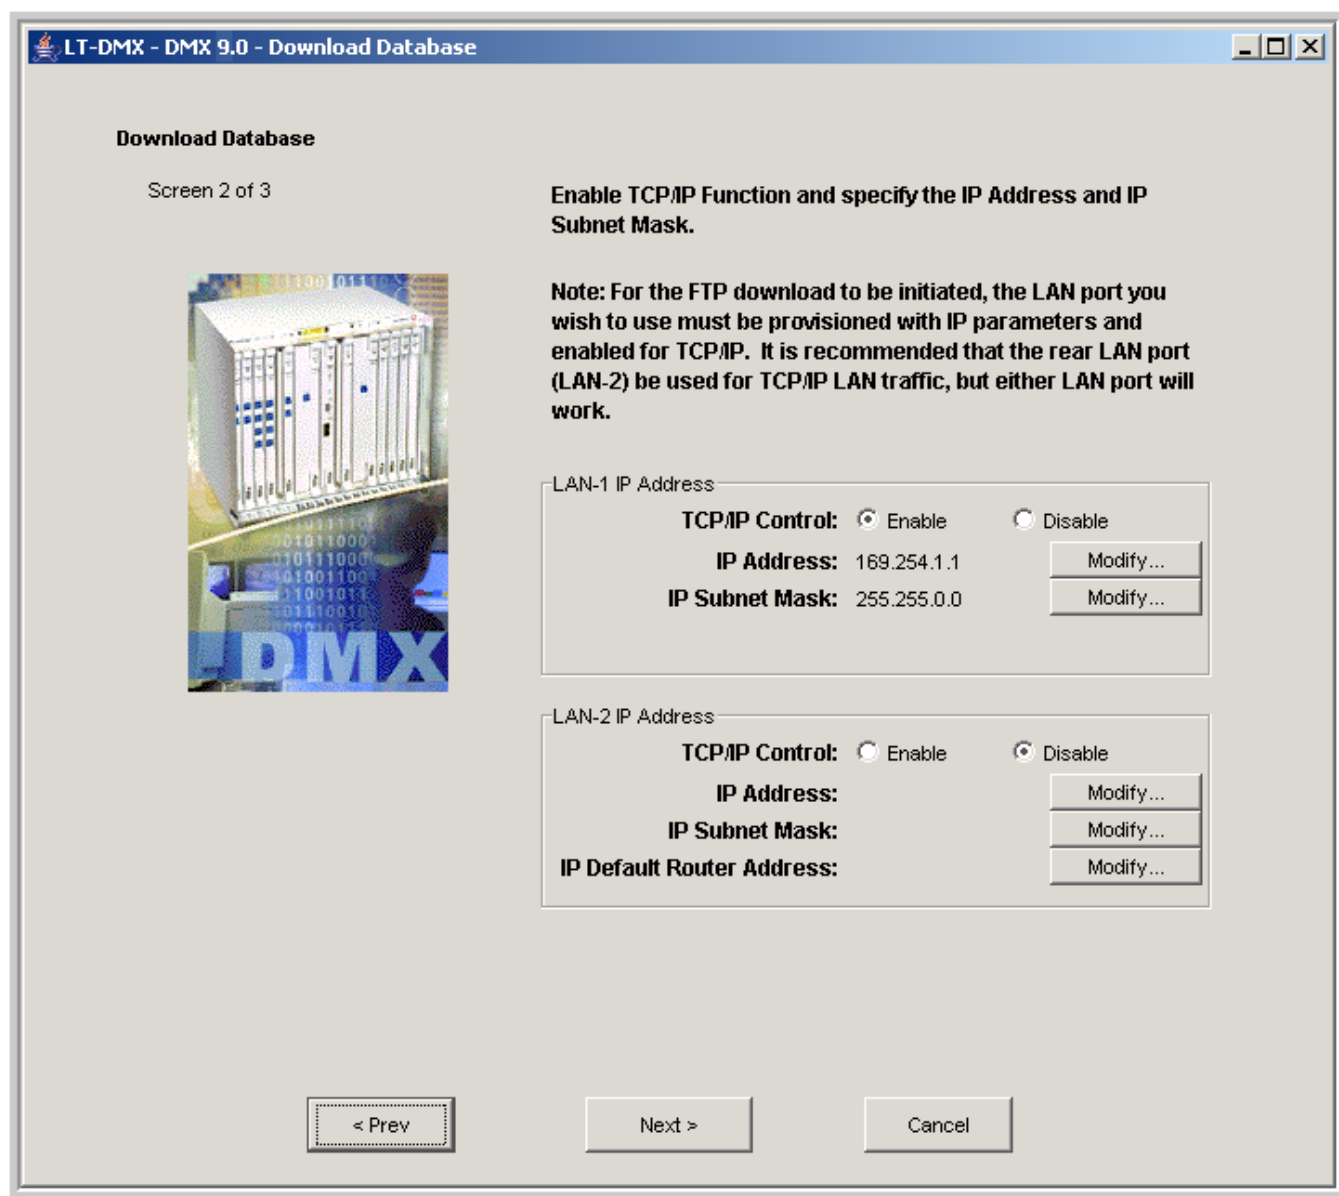 LT-DMX - DMX 9.0 - Download Database
Download Database
Screen 2 of 3
Enable TCP/IP Function and specify the IP Address and IP
Subnet Mask.
Note: For the FTP download to be initiated, the LAN port you
wish to use must be provisioned with IP parameters and
enabled for TCP/IP. It is recommended that the rear LAN port
(LAN-2) be used for TCP/IP LAN traffic, but either LAN port will
work.
DMX
LAN-1 IP Address
TCP/IP Control: Enable Disable
IP Address: 169.254.1.1 Modify...
IP Subnet Mask: 255.255.0.0 Modify...
LAN-2 IP Address
TCP/IP Control: Enable Disable
IP Address: Modify...
IP Subnet Mask: Modify...
IP Default Router Address: Modify...
< Prev Next > Cancel